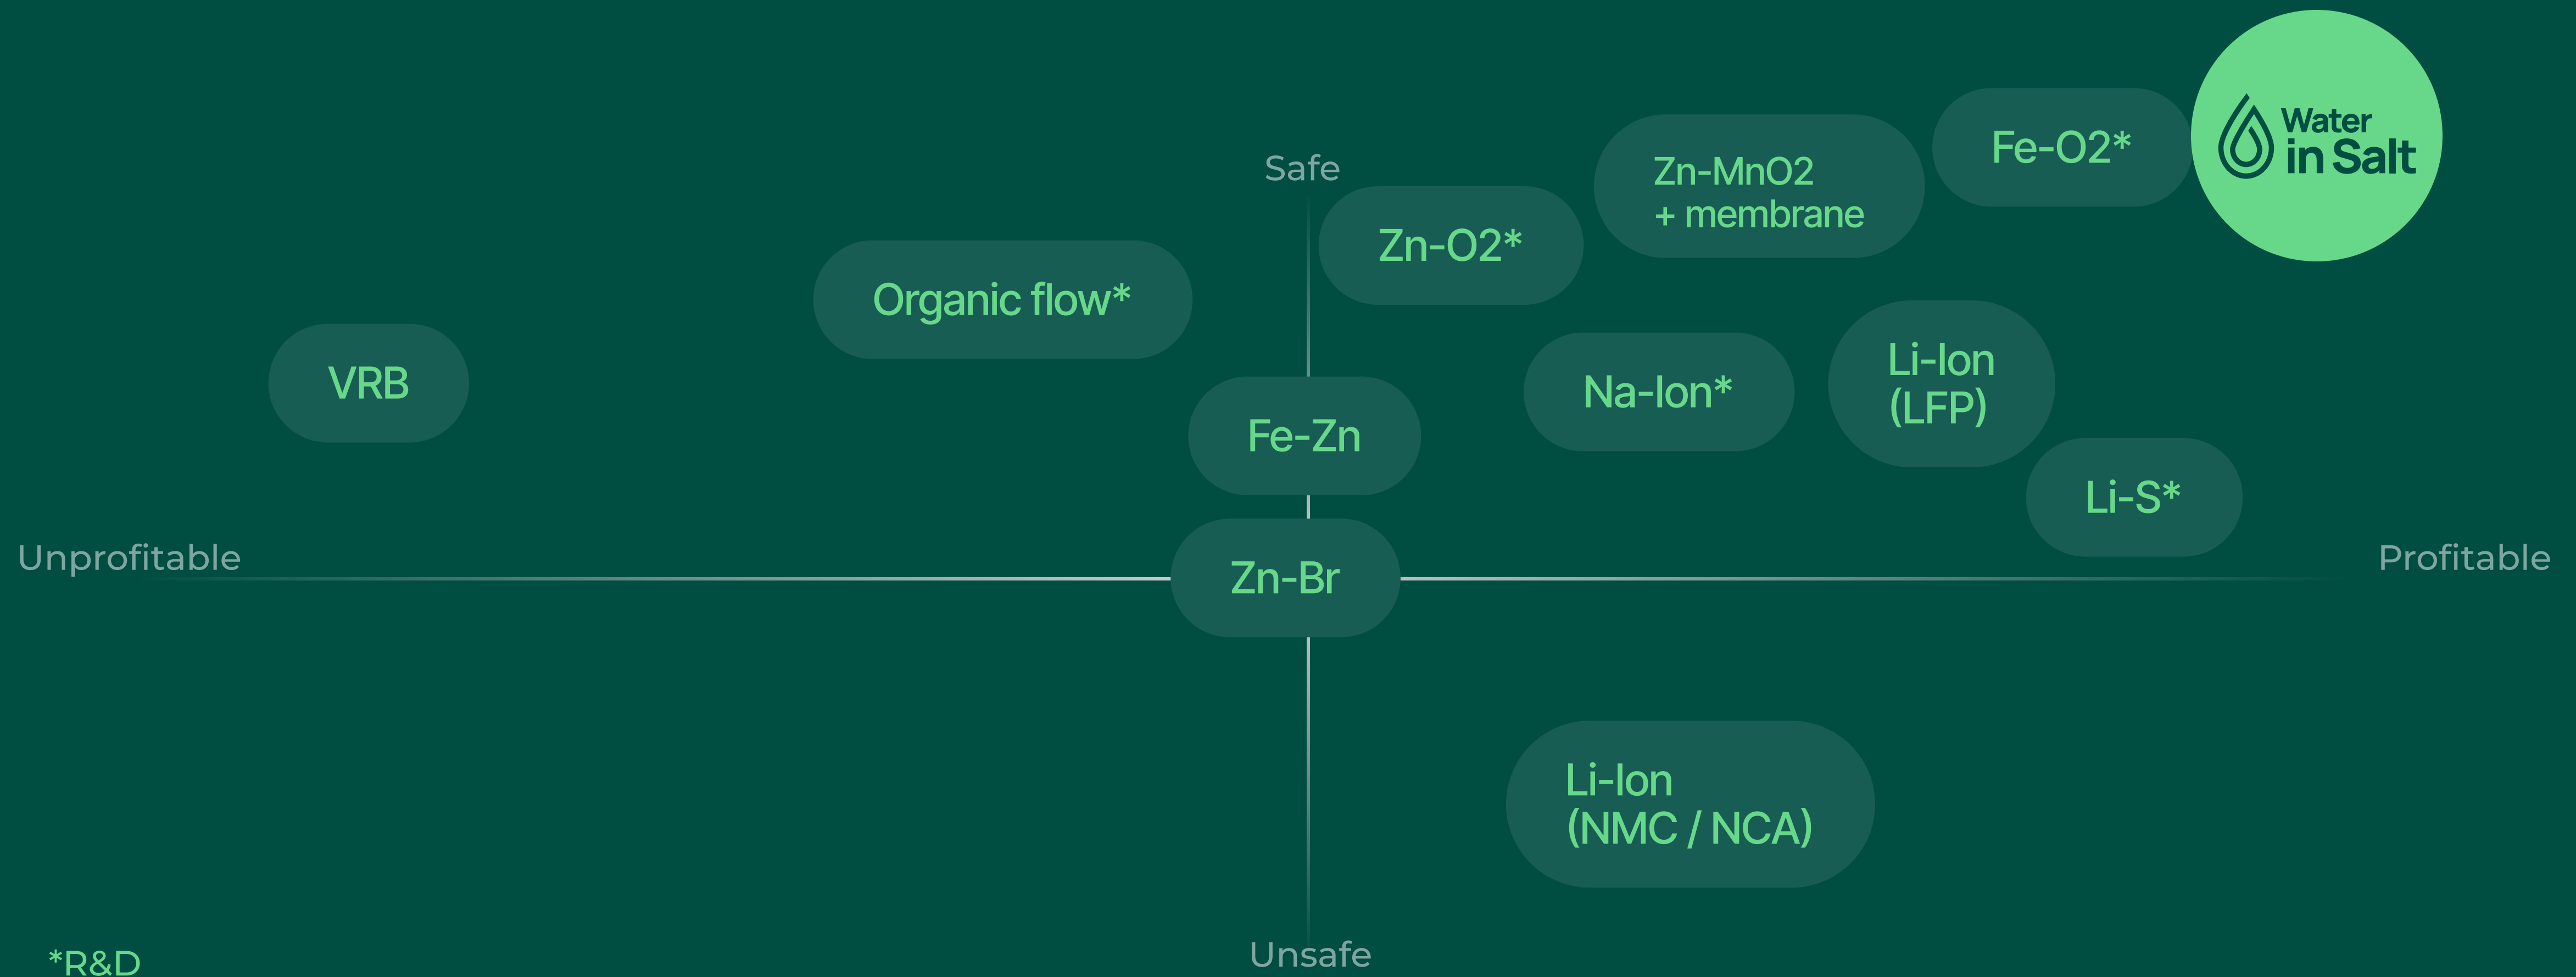 Water
in Salt
Fe-O2*
Zn-MnO2
+ membrane
Safe
Zn-O2*
Organic flow*
VRB
Na-Ion*
Li-Ion
(LFP)
Fe-Zn
Li-S*
Unprofitable
Profitable
Zn-Br
Li-Ion
(NMC / NCA)
Unsafe
*R&D